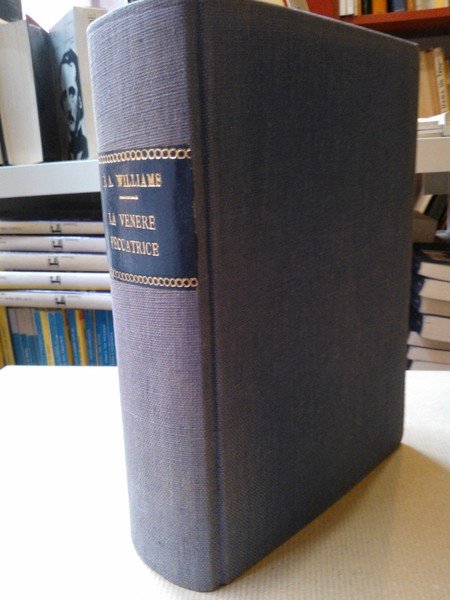 A. WILLIAMS
LA VENERE
PECCATRICE